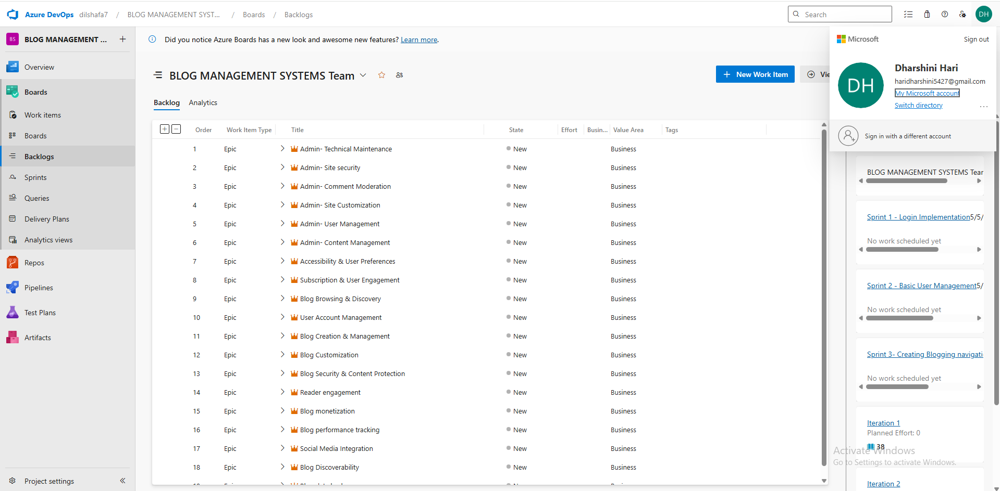 Azure DevOps dilshafa7 / BLOG MANAGEMENT SYST... / Boards / Backlogs
Search
DH
BS BLOG MANAGEMENT ... +
Overview
Boards
Work items
Boards
Backlogs
Sprints
Queries
Delivery Plans
Analytics views
Repos
Pipelines
Test Plans
Artifacts
Project settings
Did you notice Azure Boards has a new look and awesome new features? Learn more.
BLOG MANAGEMENT SYSTEMS Team
+ New Work Item
Backlog Analytics
Order Work Item Type Title State Effort Busin... Value Area Tags
1 Epic Admin- Technical Maintenance New Business
2 Epic Admin- Site security New Business
3 Epic Admin- Comment Moderation New Business
4 Epic Admin- Site Customization New Business
5 Epic Admin- User Management New Business
6 Epic Admin- Content Management New Business
7 Epic Accessibility & User Preferences New Business
8 Epic Subscription & User Engagement New Business
9 Epic Blog Browsing & Discovery New Business
10 Epic User Account Management New Business
11 Epic Blog Creation & Management New Business
12 Epic Blog Customization New Business
13 Epic Blog Security & Content Protection New Business
14 Epic Reader engagement New Business
15 Epic Blog monetization New Business
16 Epic Blog performance tracking New Business
17 Epic Social Media Integration New Business
18 Epic Blog Discoverability New Business
Microsoft
Sign out
DH
Dharshini Hari
haridharshini5427@gmail.com
My Microsoft account
Switch directory
...
Sign in with a different account
BLOG MANAGEMENT SYSTEMS Tear
Sprint 1 - Login Implementation5/5/
No work scheduled yet
Sprint 2 - Basic User Management5/
No work scheduled yet
Sprint 3- Creating Blogging navigati
No work scheduled yet
Iteration 1
Planned Effort: 0
38
Activate Windows
Go to Settings to activate Windows.
Iteration 2